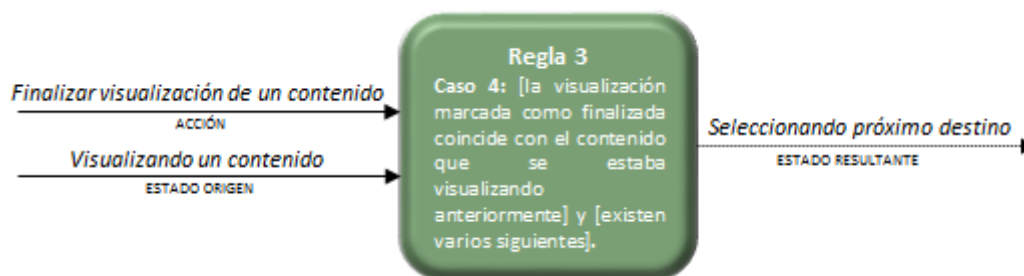 Finalizar visualización de un contenido
ACCIÓN
Visualizando un contenido
ESTADO ORIGEN
Regla 3
Caso 4: [la visualización
marcada como finalizada
coincide con el contenido
que se estaba
visualizando
anteriormente] y [existen
varios siguientes].
Seleccionando próximo destino
ESTADO RESULTANTE